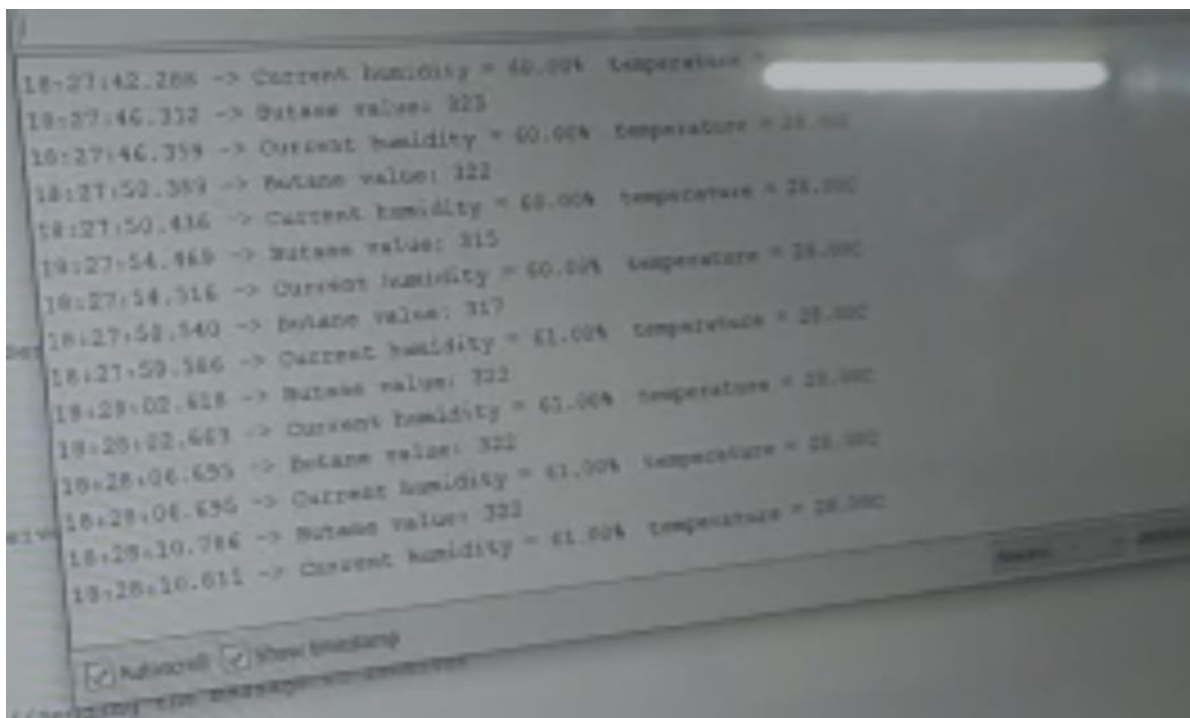 18:27:42.288 -> Current humidity = 60.00% temperature =
18:27:46.332 -> Butane value: 323
18:27:46.359 -> Current humidity = 60.00% temperature = 28.00C
18:27:50.389 -> Butane value: 322
18:27:50.436 -> Current humidity = 60.00% temperature = 28.00C
18:27:54.469 -> Butane value: 315
18:27:54.516 -> Current humidity = 60.00% temperature = 28.00C
18:27:58.540 -> Butane value: 317
18:27:58.586 -> Current humidity = 61.00% temperature = 28.00C
18:28:02.618 -> Butane value: 322
18:28:02.663 -> Current humidity = 61.00% temperature = 28.00C
18:28:06.695 -> Butane value: 322
18:28:06.695 -> Current humidity = 61.00% temperature = 28.00C
18:28:10.786 -> Butane value: 322
18:28:10.811 -> Current humidity = 61.00% temperature = 28.00C
Autoscroll Show timestamp
the message to